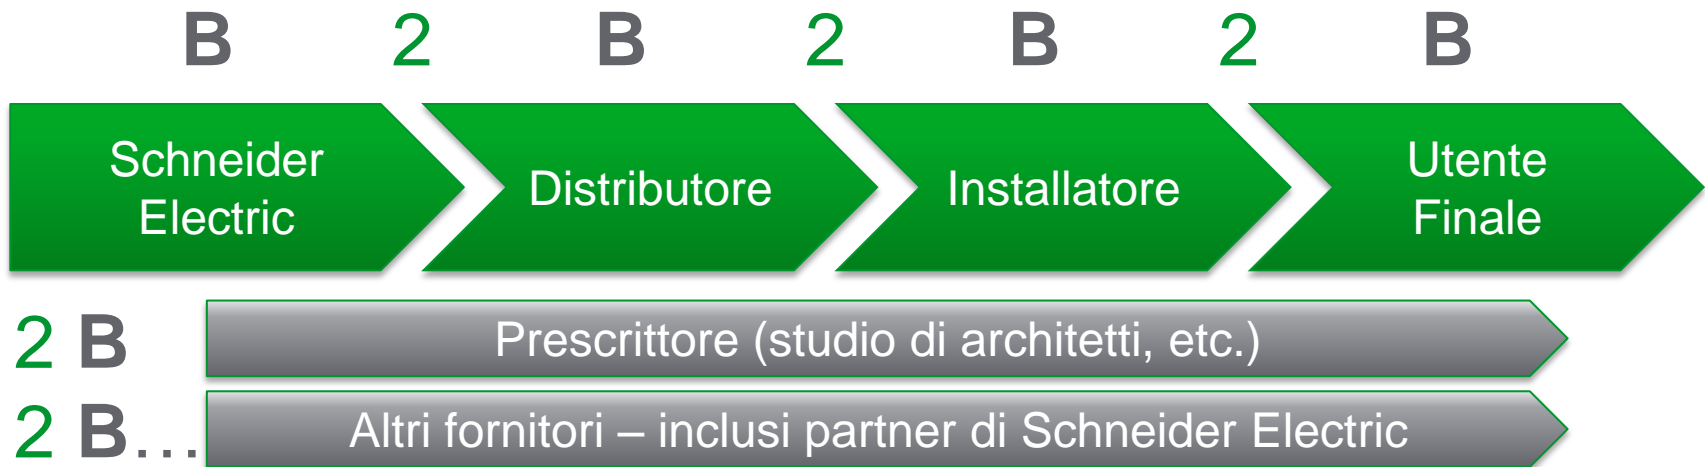 B 2 B 2 B 2 B
Schneider
Electric
Distributore
Installatore
Utente
Finale
2 B
Prescrittore (studio di architetti, etc.)
2 B...
Altri fornitori – inclusi partner di Schneider Electric